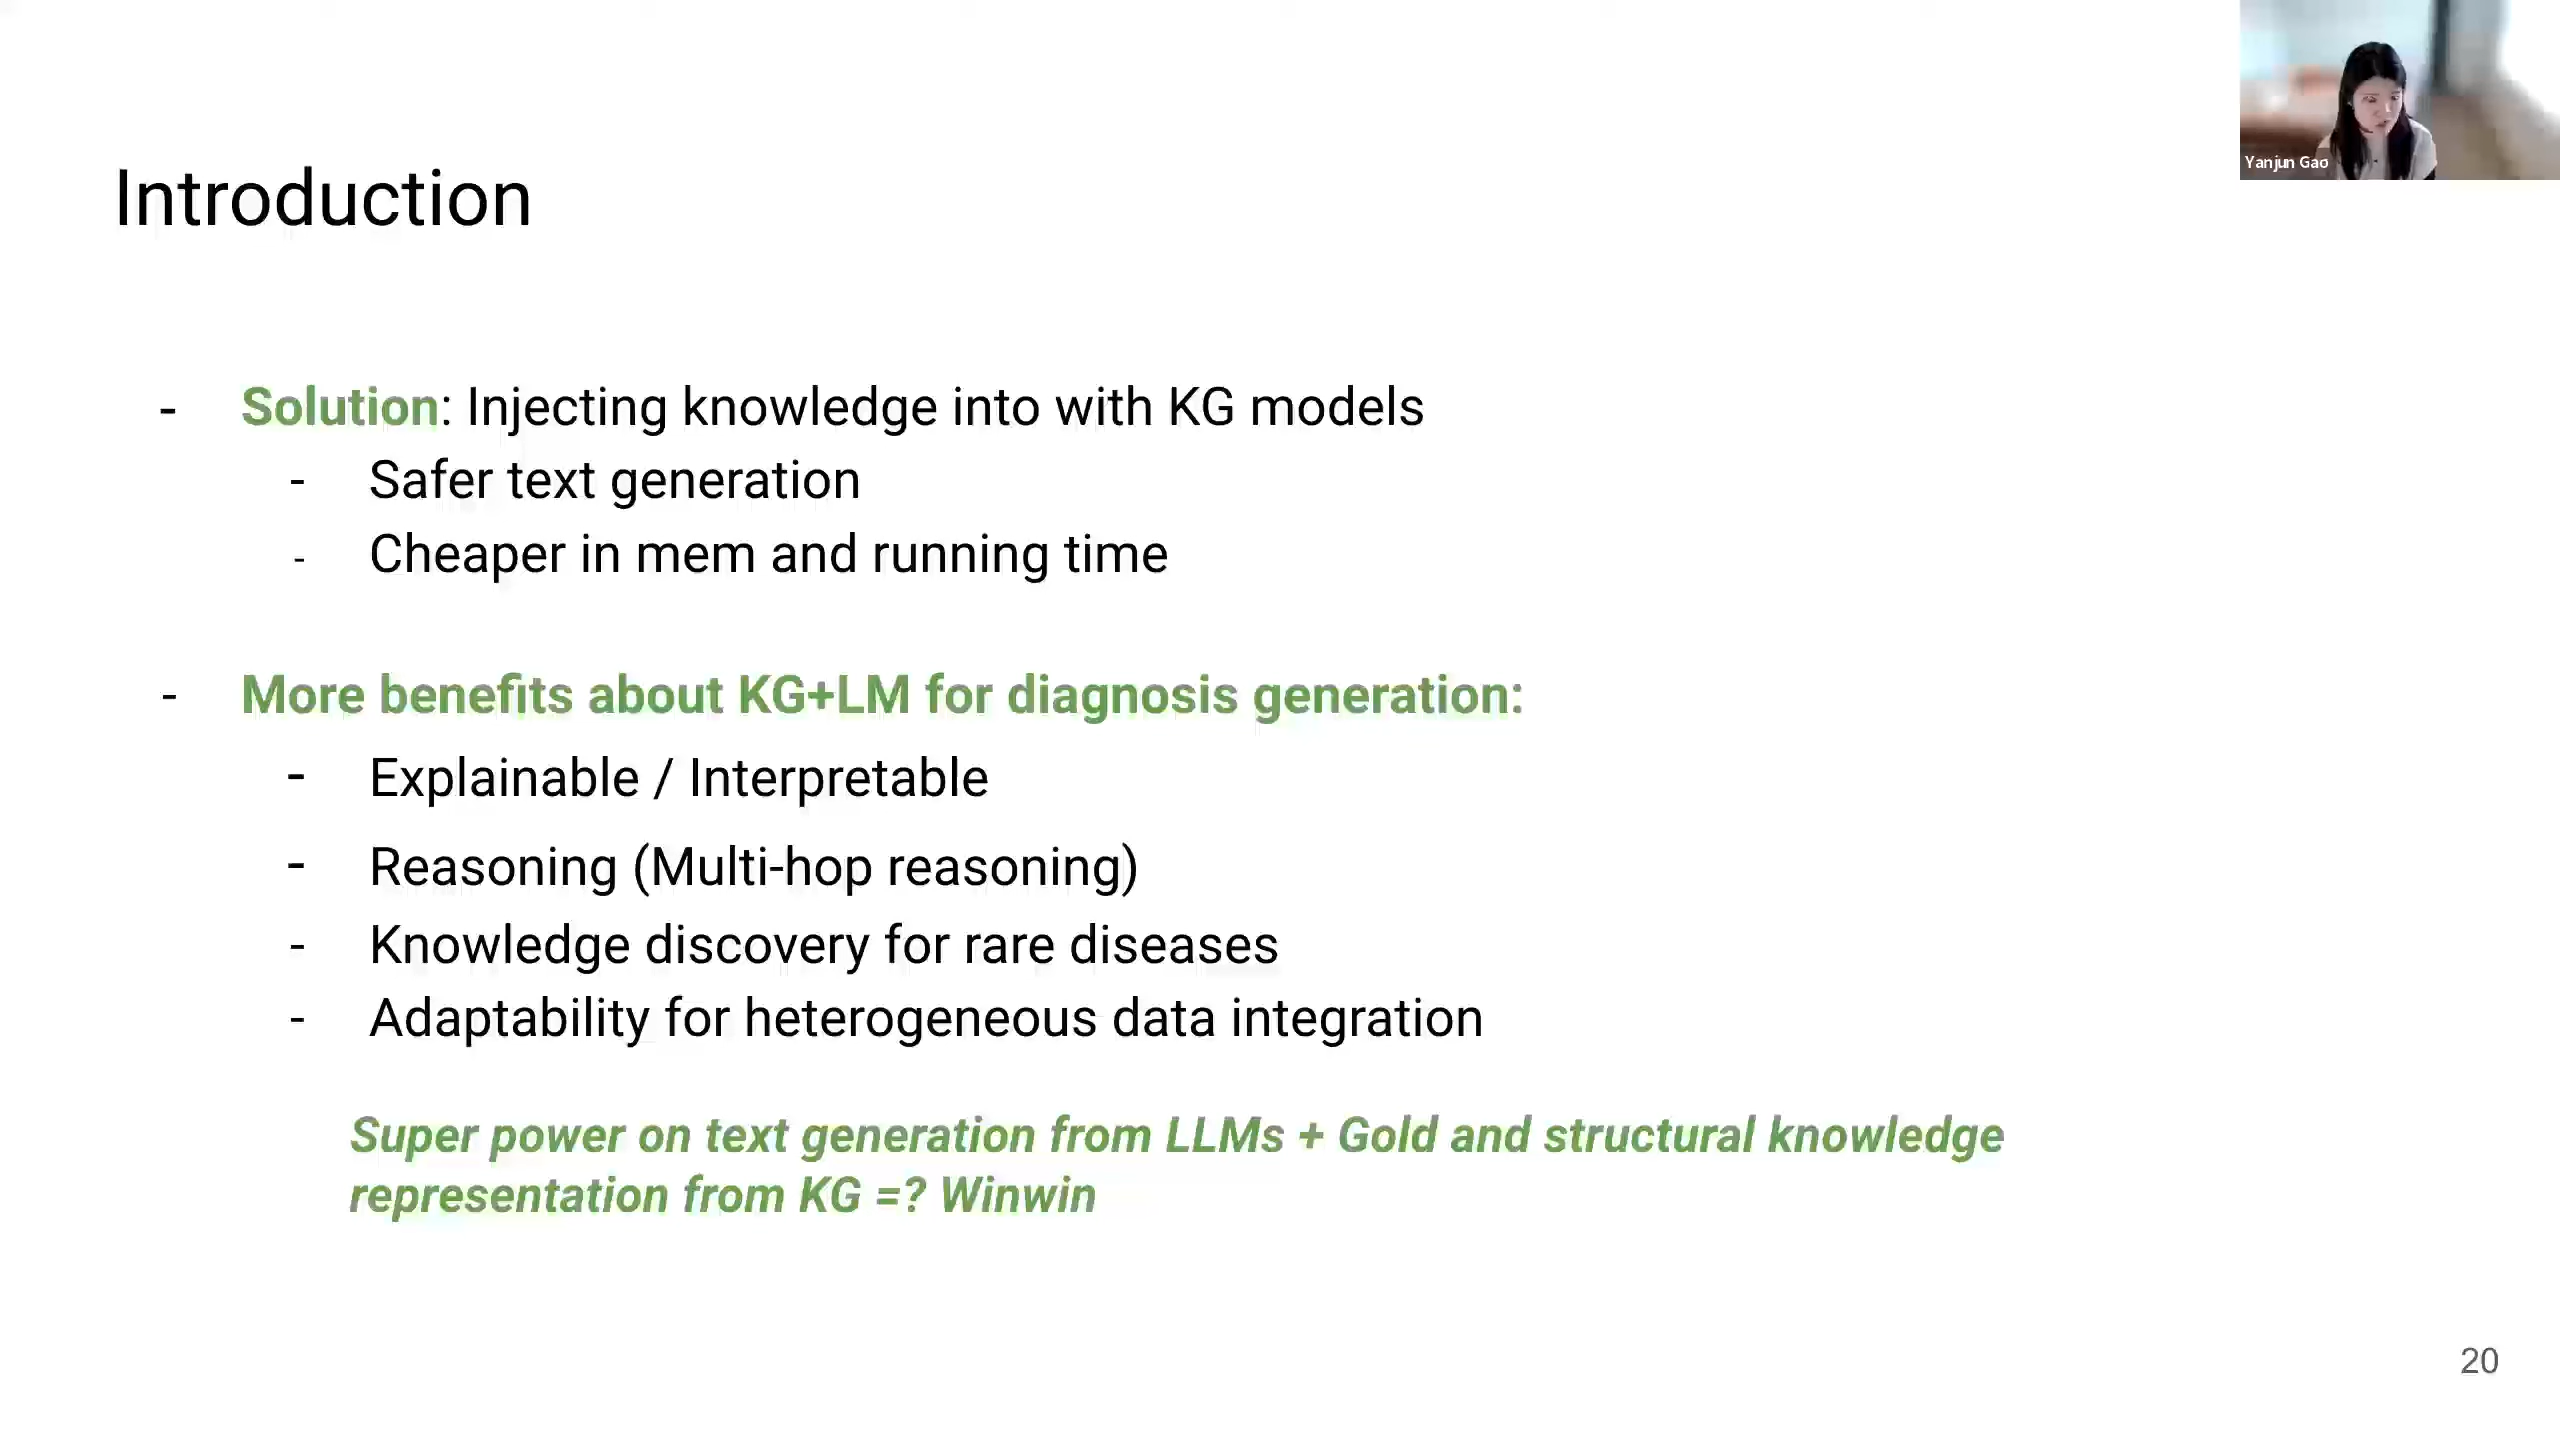 Yanjun Gao
Introduction
- Solution: Injecting knowledge into with KG models
- Safer text generation
- Cheaper in mem and running time
- More benefits about KG+LM for diagnosis generation:
- Explainable / Interpretable
- Reasoning (Multi-hop reasoning)
- Knowledge discovery for rare diseases
- Adaptability for heterogeneous data integration
Super power on text generation from LLMs + Gold and structural knowledge
representation from KG =? Winwin
20